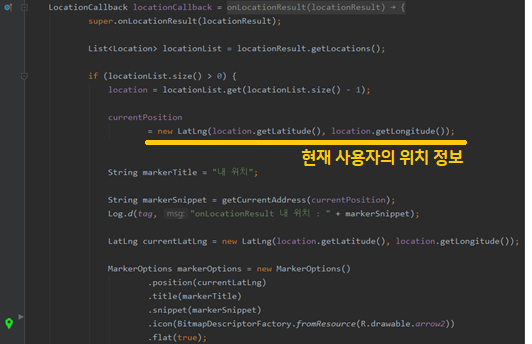 LocationCallback locationCallback = onLocationResult(locationResult) → {
super.onLocationResult(locationResult);
List<Location> locationList = locationResult.getLocations();
if (locationList.size() > 0) {
location = locationList.get(locationList.size() - 1);
currentPosition
= new LatLng(location.getLatitude(), location.getLongitude());
현재 사용자의 위치 정보
String markerTitle = "내 위치";
String markerSnippet = getCurrentAddress(currentPosition);
Log.d(tag, msg: "onLocationResult 내 위치 : " + markerSnippet);
LatLng currentLatLng = new LatLng(location.getLatitude(), location.getLongitude());
MarkerOptions markerOptions = new MarkerOptions()
.position(currentLatLng)
.title(markerTitle)
.snippet(markerSnippet)
.icon(BitmapDescriptorFactory.fromResource(R.drawable.arrow2))
.flat(true);